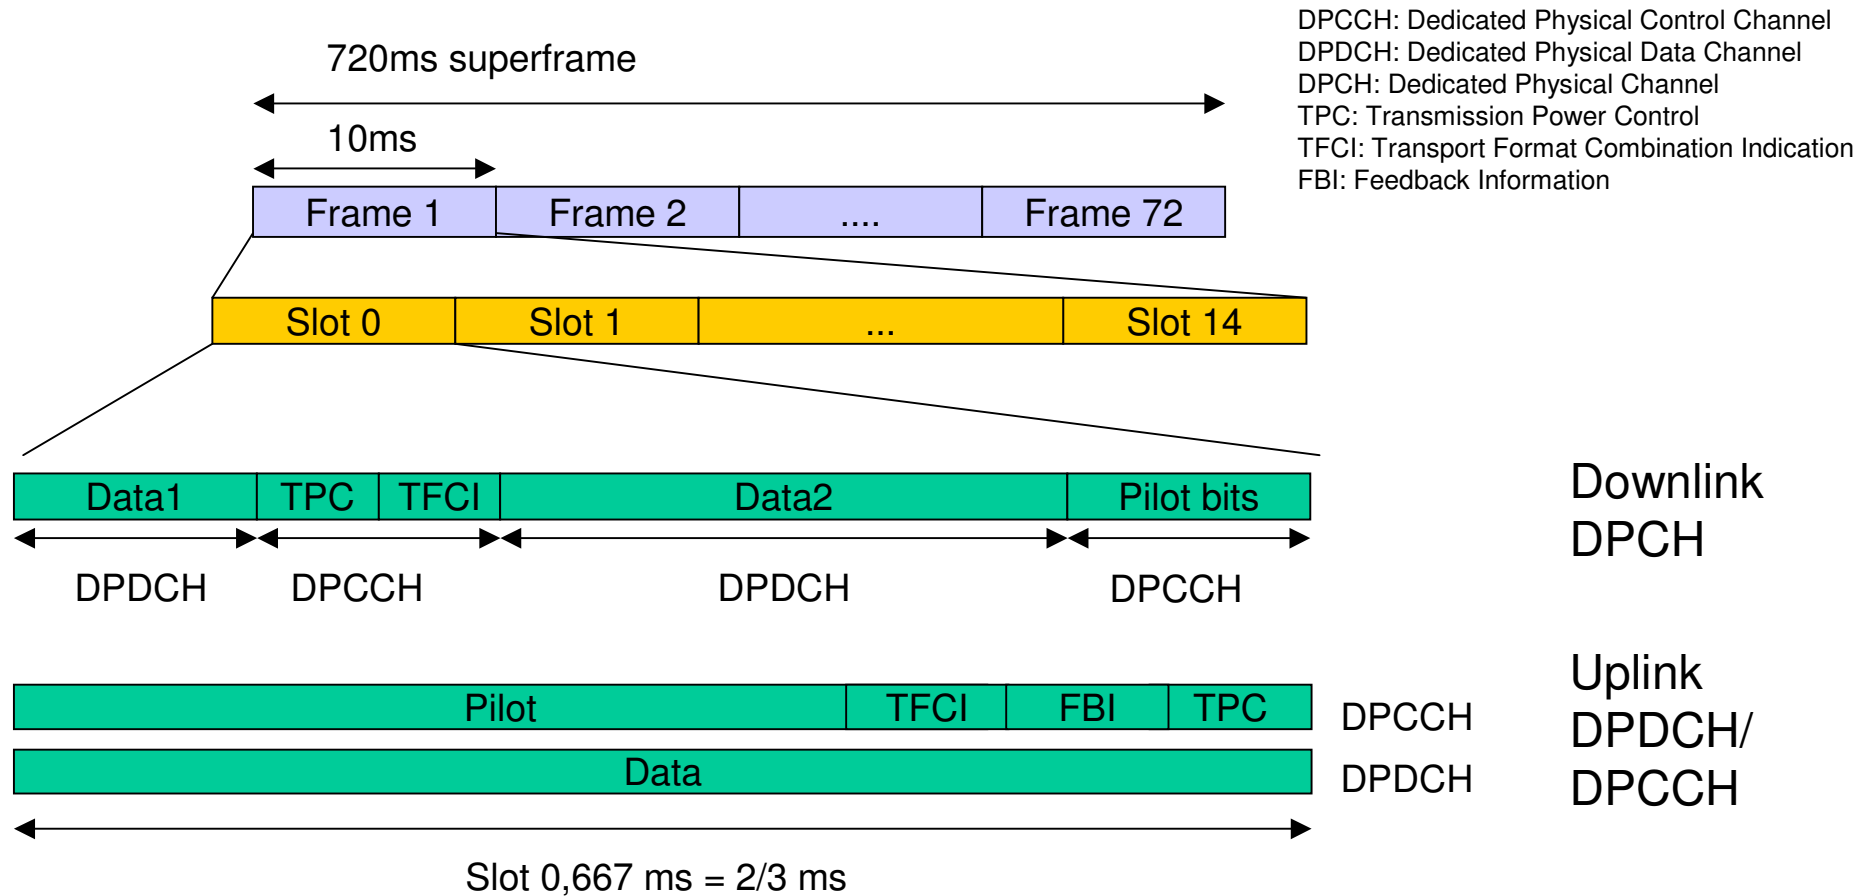 DPCCH: Dedicated Physical Control Channel
DPDCH: Dedicated Physical Data Channel
DPCH: Dedicated Physical Channel
TPC: Transmission Power Control
TFCI: Transport Format Combination Indication
FBI: Feedback Information
720ms superframe
10ms
Frame 1 Frame 2 .... Frame 72
Slot 0 Slot 1 ... Slot 14
Data1 TPC TFCI Data2 Pilot bits
DPDCH DPCCH DPDCH DPCCH
Downlink
DPCH
Pilot TFCI FBI TPC DPCCH
Data DPDCH
Uplink
DPDCH/
DPCCH
Slot 0,667 ms = 2/3 ms